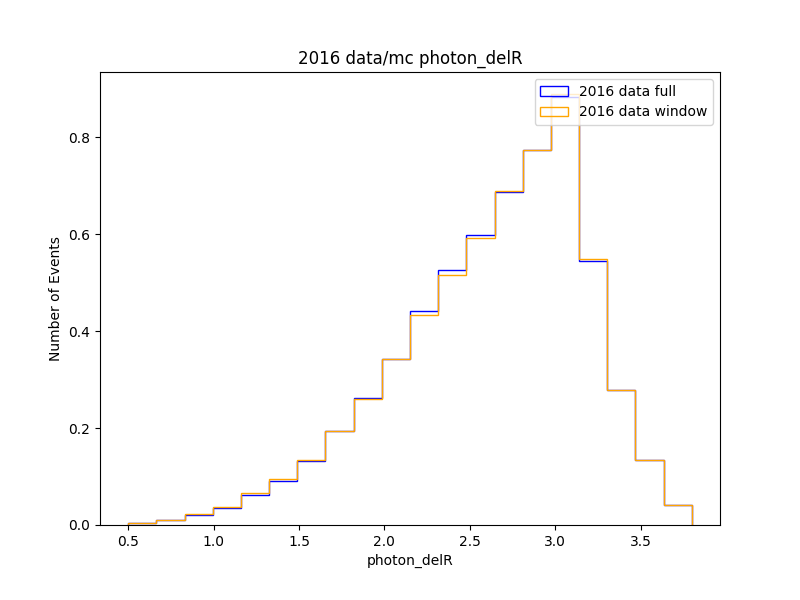 2016 data/mc photon_delR
2016 data full
2016 data window
Number of Events
0.8
0.6
0.4
0.2
0.0
0.5 1.0 1.5 2.0 2.5 3.0 3.5
photon_delR